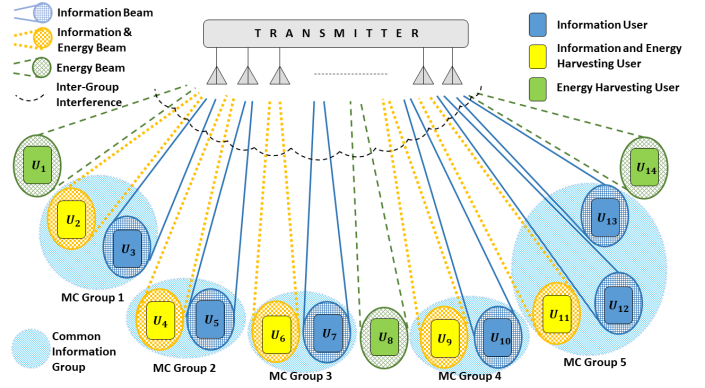 Information Beam
Information &
Energy Beam
Energy Beam
Inter-Group
Interference
TRANSMITTER
Information User
Information and Energy
Harvesting User
Energy Harvesting User
U1
U2
U3
MC Group 1
U4
U5
MC Group 2
U6
U7
MC Group 3
U8
U9
U10
MC Group 4
U11
U12
U13
MC Group 5
U14
Common
Information
Group